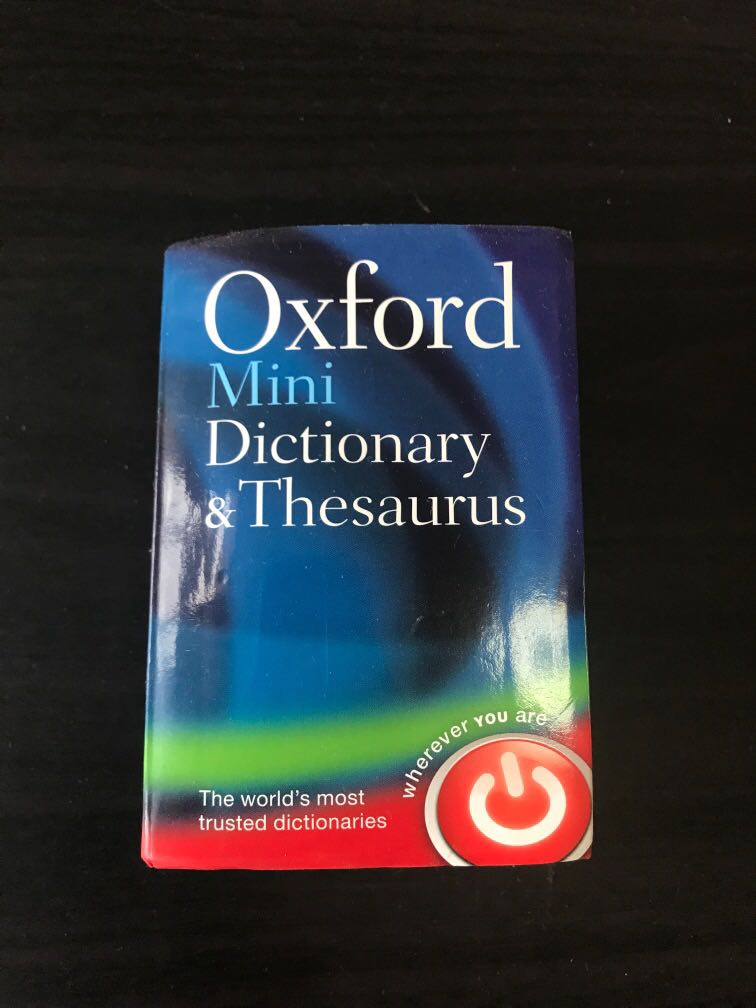 Oxford
Mini
Dictionary
& Thesaurus
wherever YOU are
The world's most
trusted dictionaries